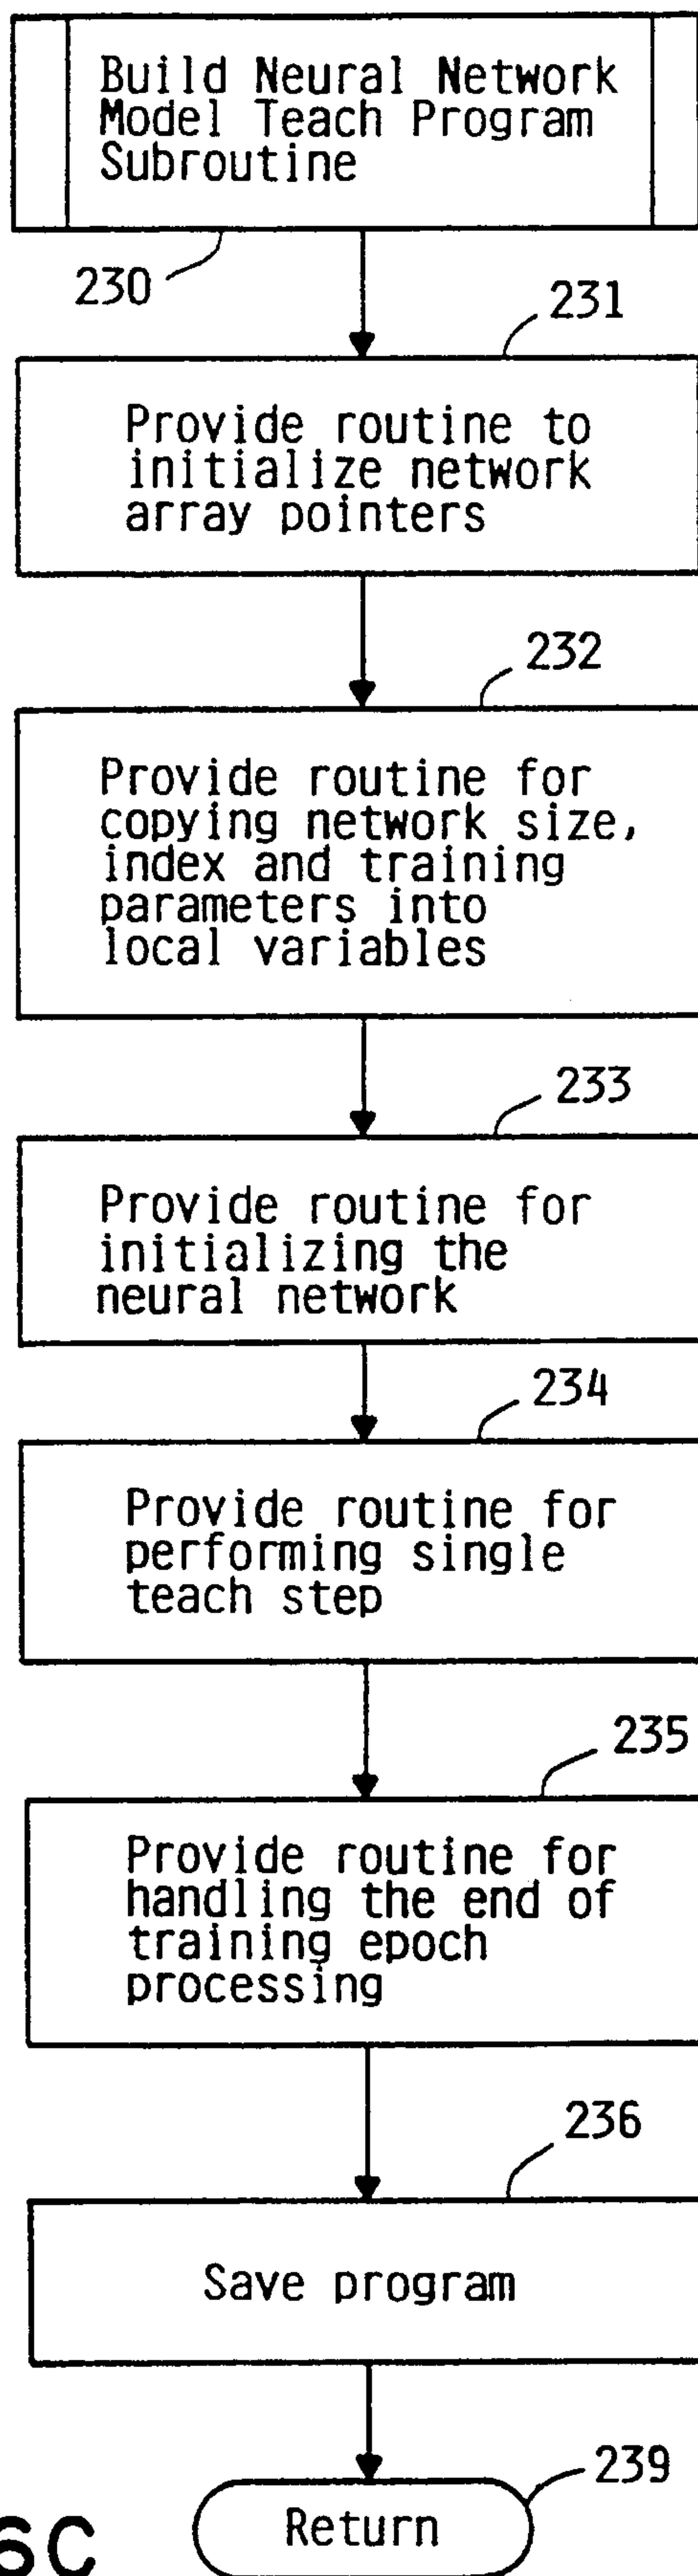 Build Neural Network
Model Teach Program
Subroutine
230
231
Provide routine to
initialize network
array pointers
232
Provide routine for
copying network size,
index and training
parameters into
local variables
233
Provide routine for
initializing the
neural network
234
Provide routine for
performing single
teach step
235
Provide routine for
handling the end of
training epoch
processing
236
Save program
239
Return
6C